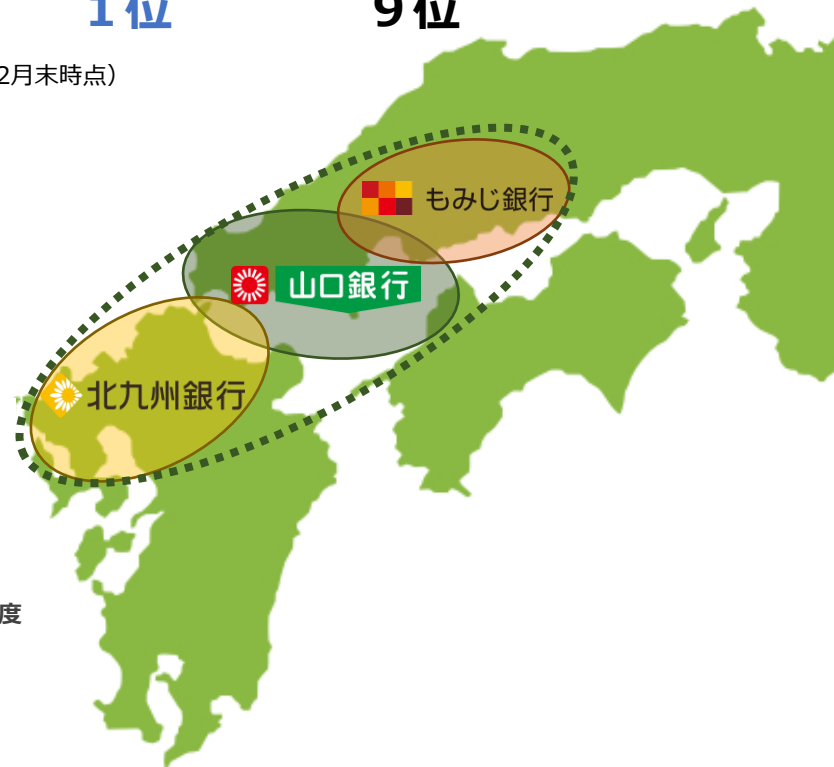 1位 9位
2月末時点）
もみじ銀行
山口銀行
北九州銀行
度